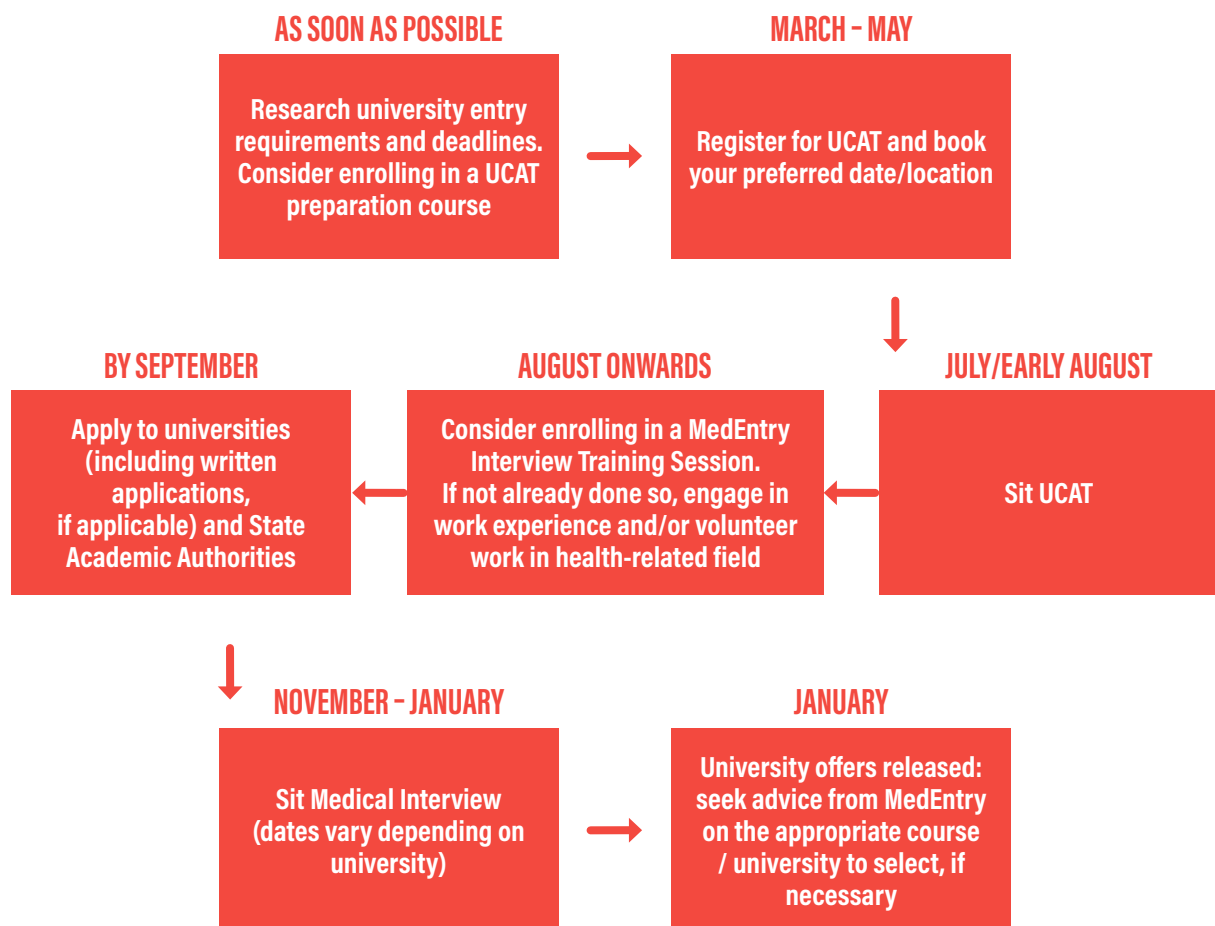 AS SOON AS POSSIBLE
Research university entry
requirements and deadlines.
Consider enrolling in a UCAT
preparation course
MARCH – MAY
Register for UCAT and book
your preferred date/location
JULY/EARLY AUGUST
Sit UCAT
AUGUST ONWARDS
Consider enrolling in a MedEntry
Interview Training Session.
If not already done so, engage in
work experience and/or volunteer
work in health-related field
BY SEPTEMBER
Apply to universities
(including written
applications,
if applicable) and State
Academic Authorities
NOVEMBER – JANUARY
Sit Medical Interview
(dates vary depending on
university)
JANUARY
University offers released:
seek advice from MedEntry
on the appropriate course
/ university to select, if
necessary